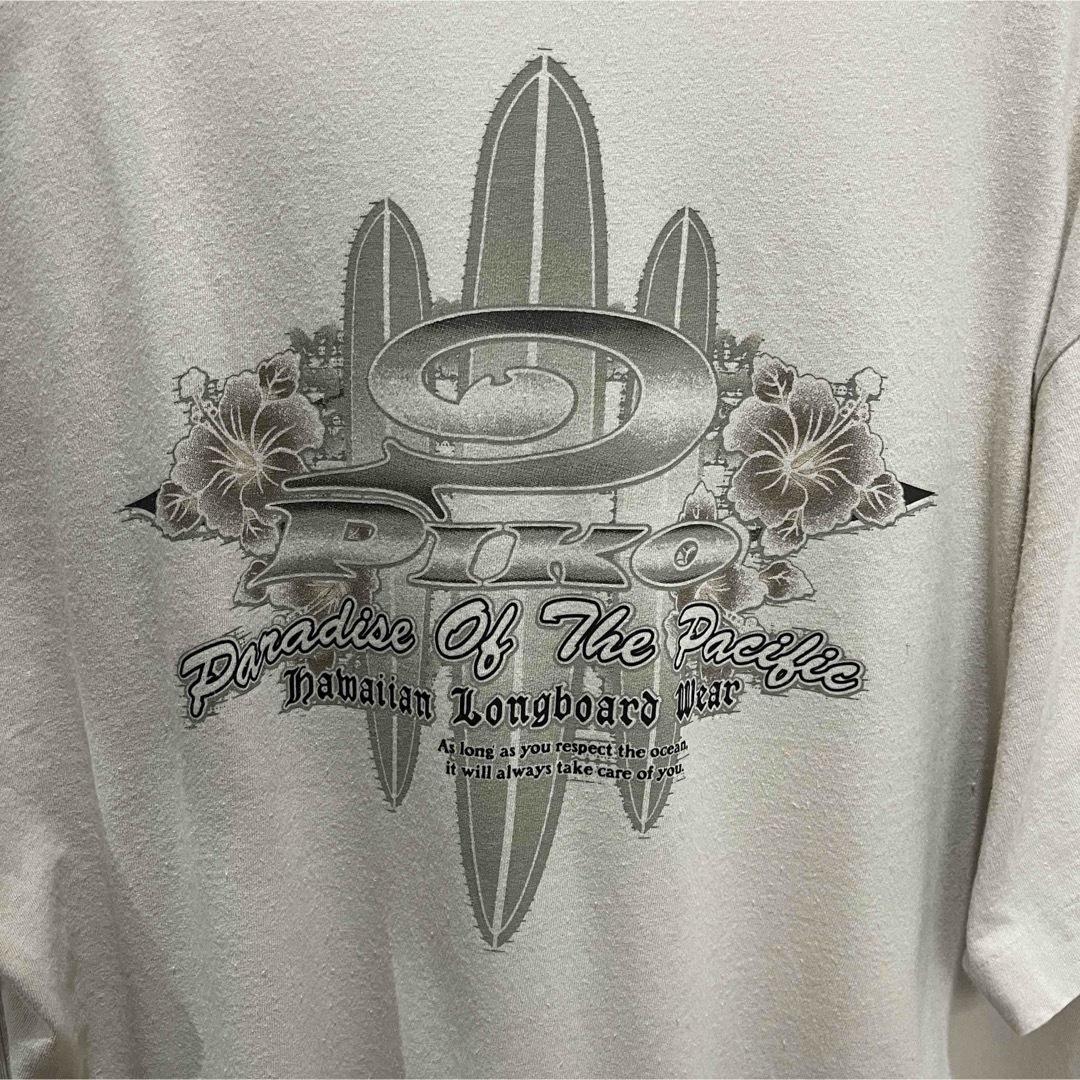 PIKO
Paradise Of The Pacific
Hawaiian Longboard Wear
As long as you respect the ocean,
it will always take care of you.